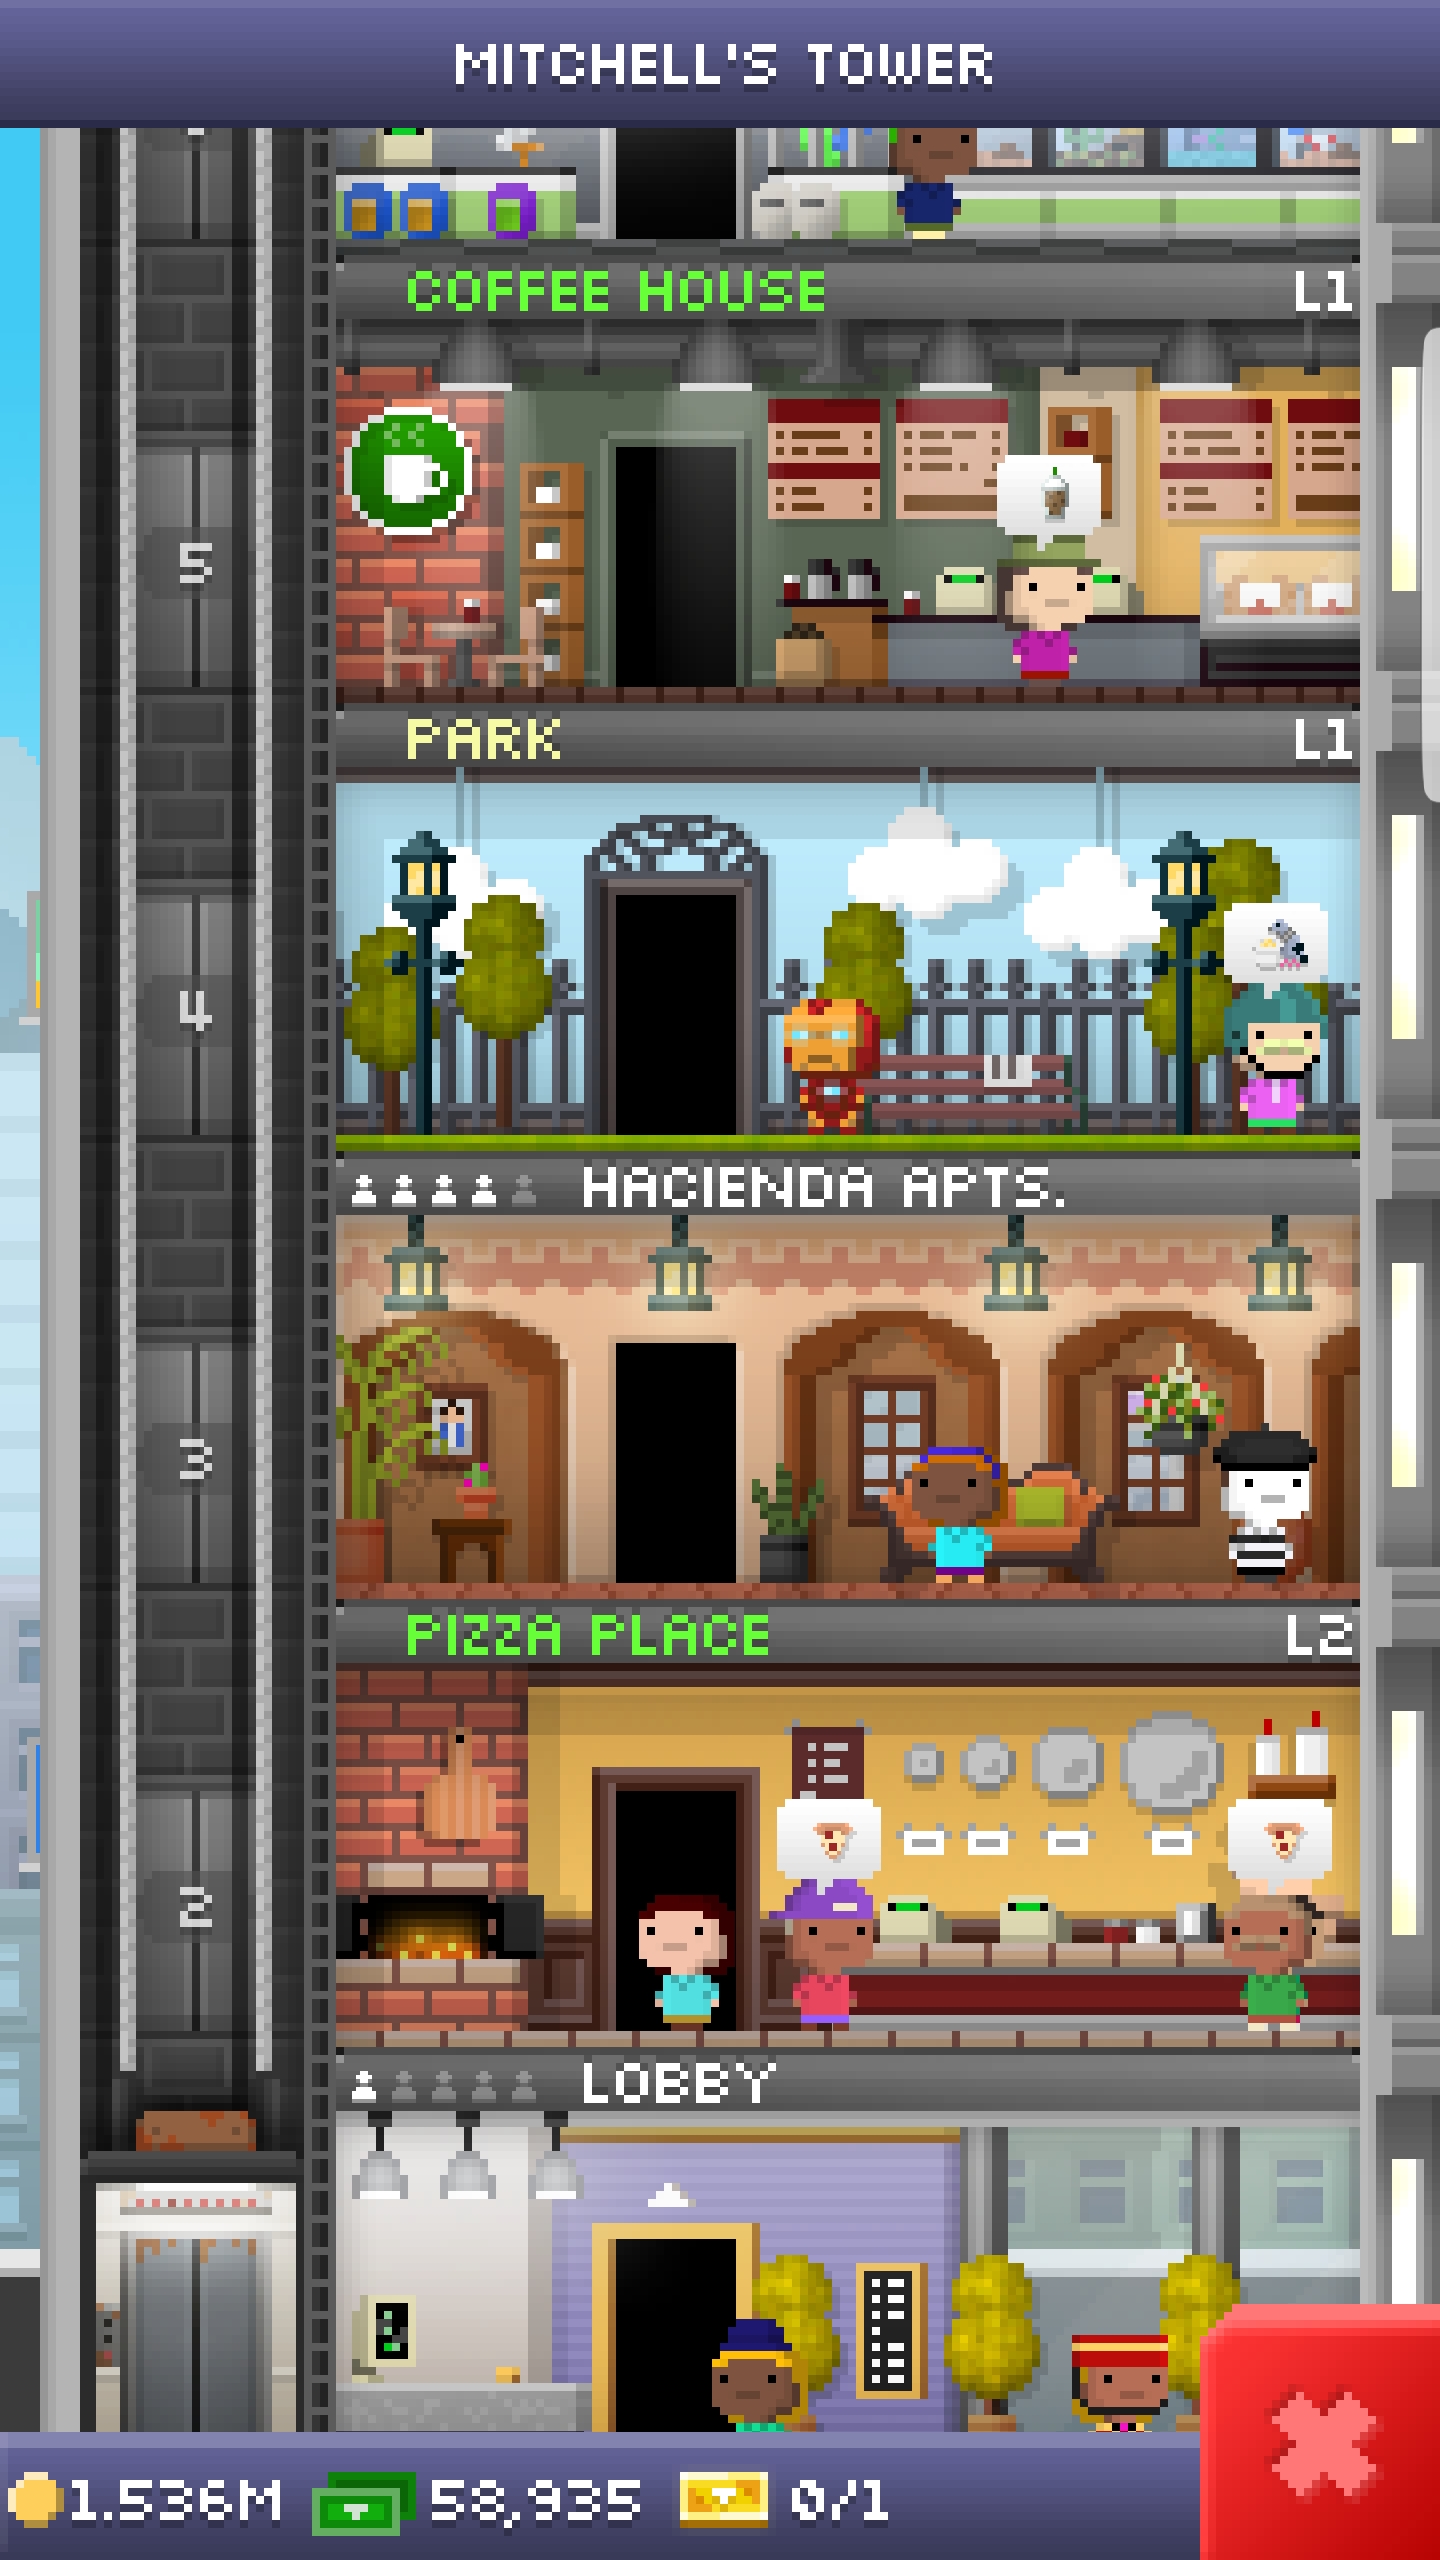 MITCHELL'S TOWER
COFFEE HOUSE L1
5
PARK L1
4
HACIENDA APTS.
3
PIZZA PLACE L2
2
LOBBY
1.536M 58,935 0/1